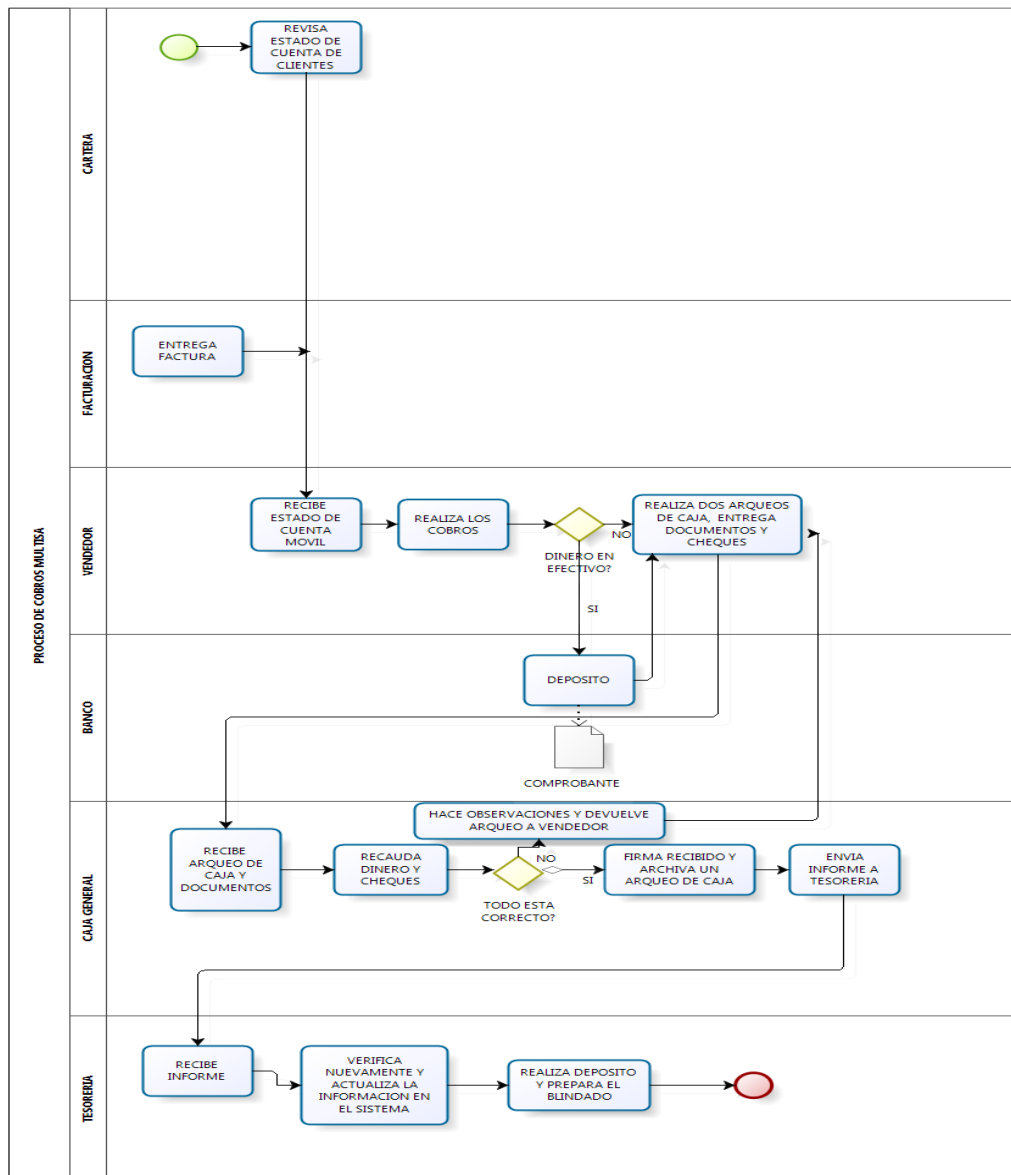 PROCESO DE COBROS MULTISA
CARTERA
REVISA
ESTADO DE
CUENTA DE
CLIENTES
FACTURACION
ENTREGA
FACTURA
VENDEDOR
RECIBE
ESTADO DE
CUENTA
MOVIL
REALIZA LOS
COBROS
DINERO EN
EFECTIVO?
NO
SI
REALIZA DOS ARQUEOS
DE CAJA, ENTREGA
DOCUMENTOS Y
CHEQUES
BANCO
DEPOSITO
COMPROBANTE
CAJA GENERAL
HACE OBSERVACIONES Y DEVUELVE
ARQUEO A VENDEDOR
RECIBE
ARQUEO DE
CAJA Y
DOCUMENTOS
RECAUDA
DINERO Y
CHEQUES
NO
SI
TODO ESTA
CORRECTO?
FIRMA RECIBIDO Y
ARCHIVA UN
ARQUEO DE CAJA
ENVIA
INFORME A
TESORERIA
TESORERIA
RECIBE
INFORME
VERIFICA
NUEVAMENTE Y
ACTUALIZA LA
INFORMACION EN
EL SISTEMA
REALIZA DEPOSITO
Y PREPARA EL
BLINDADO